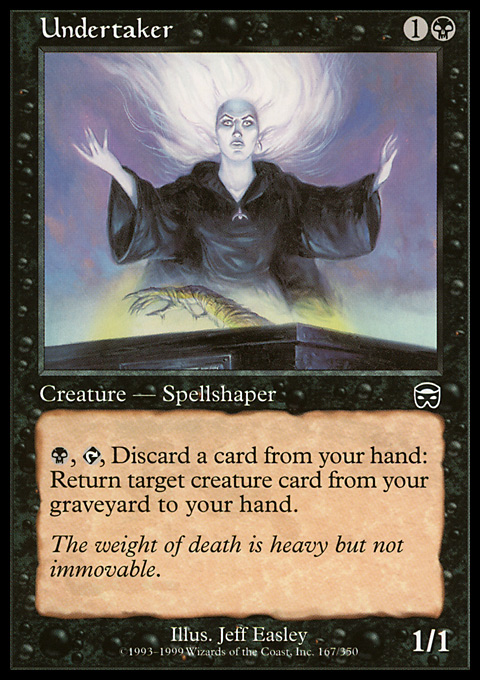 Undertaker 1
Creature — Spellshaper
, , Discard a card from your hand:
Return target creature card from your
graveyard to your hand.
The weight of death is heavy but not
immovable.
Illus. Jeff Easley
©1993-1999 Wizards of the Coast, Inc. 167/350
1/1